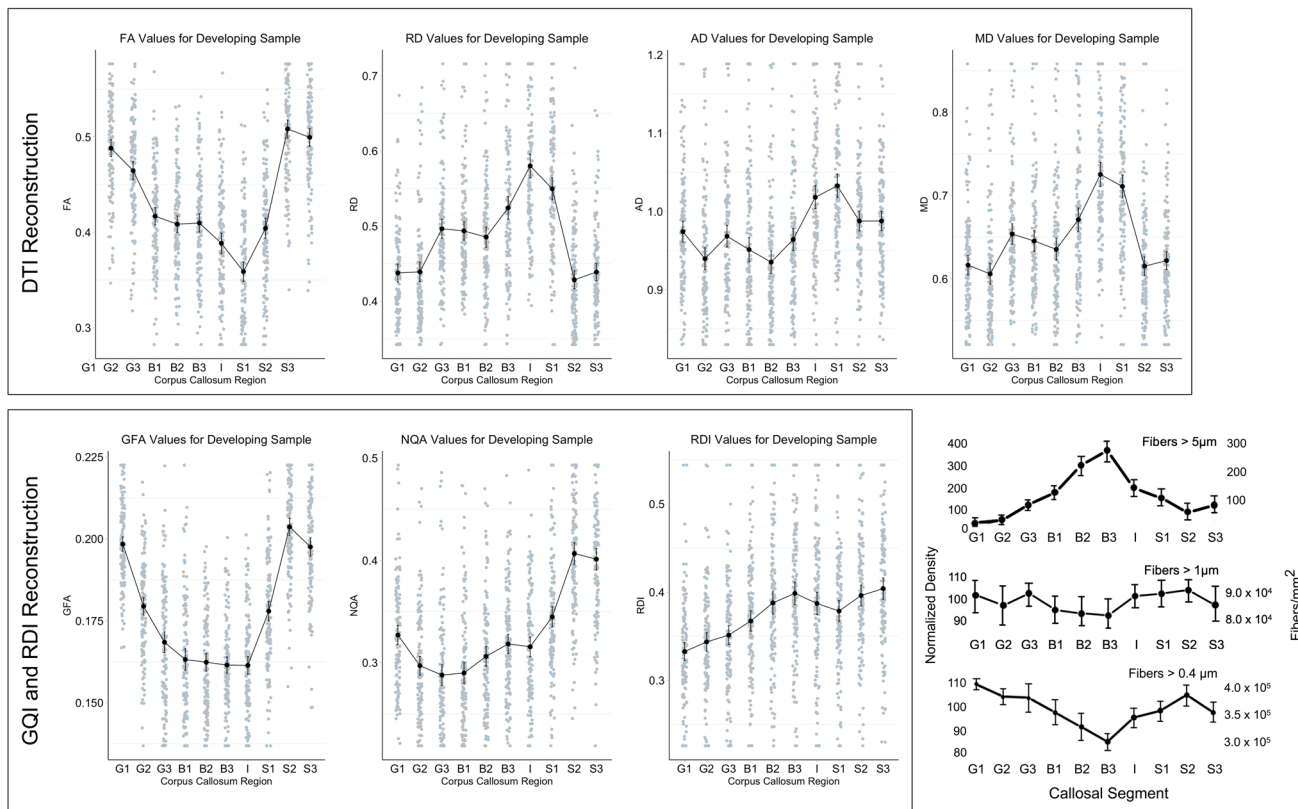 DTI Reconstruction
FA Values for Developing Sample
0.5
0.4
0.3
FA
G1 G2 G3 B1 B2 B3 I S1 S2 S3
Corpus Callosum Region
RD Values for Developing Sample
0.7
0.6
0.5
0.4
RD
G1 G2 G3 B1 B2 B3 I S1 S2 S3
Corpus Callosum Region
AD Values for Developing Sample
1.2
1.1
1.0
0.9
AD
G1 G2 G3 B1 B2 B3 I S1 S2 S3
Corpus Callosum Region
MD Values for Developing Sample
0.8
0.7
0.6
MD
G1 G2 G3 B1 B2 B3 I S1 S2 S3
Corpus Callosum Region
GQI and RDI Reconstruction
GFA Values for Developing Sample
0.225
0.200
0.175
0.150
GFA
G1 G2 G3 B1 B2 B3 I S1 S2 S3
Corpus Callosum Region
NQA Values for Developing Sample
0.5
0.4
0.3
NQA
G1 G2 G3 B1 B2 B3 I S1 S2 S3
Corpus Callosum Region
RDI Values for Developing Sample
0.5
0.4
0.3
RDI
G1 G2 G3 B1 B2 B3 I S1 S2 S3
Corpus Callosum Region
Normalized Density
Fibers/mm²
Fibers > 5μm
400
300
200
100
0
300
200
100
G1 G2 G3 B1 B2 B3 I S1 S2 S3
Fibers > 1μm
110
100
90
9.0 x 10⁴
8.0 x 10⁴
G1 G2 G3 B1 B2 B3 I S1 S2 S3
Fibers > 0.4 μm
110
100
90
80
4.0 x 10⁵
3.5 x 10⁵
3.0 x 10⁵
G1 G2 G3 B1 B2 B3 I S1 S2 S3
Callosal Segment